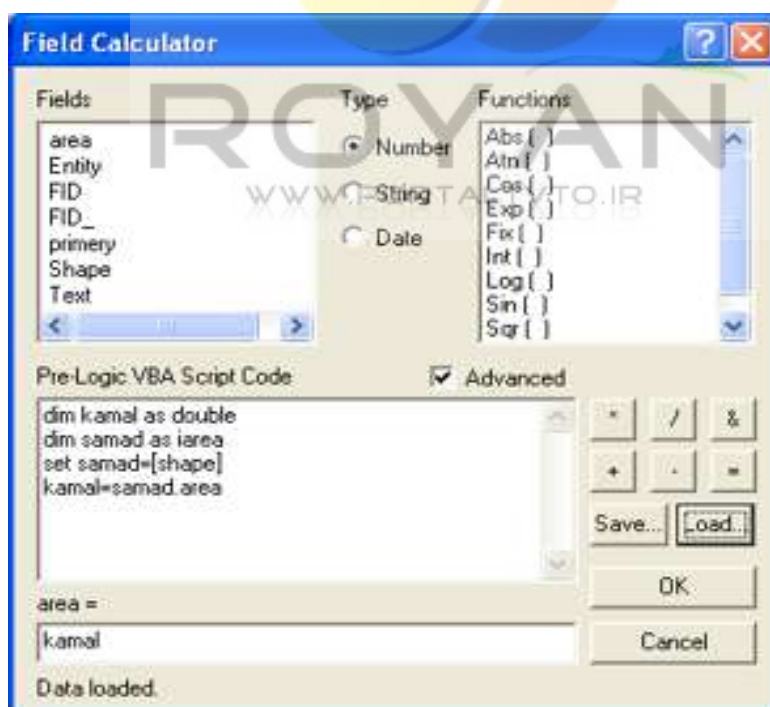 Field Calculator
Fields
Type
Functions
area
Entity
FID
FID_
primery
Shape
Text
Number
String
Date
Abs ( )
Atn ( )
Cos ( )
Exp ( )
Fix ( )
Int ( )
Log ( )
Sin ( )
Sqr ( )
ROYAN
Pre-Logic VBA Script Code
Advanced
dim kamal as double
dim samad as iarea
set samad=[shape]
kamal=samad.area
* / &
+ - =
Save... Load...
OK
Cancel
area =
kamal
Data loaded.